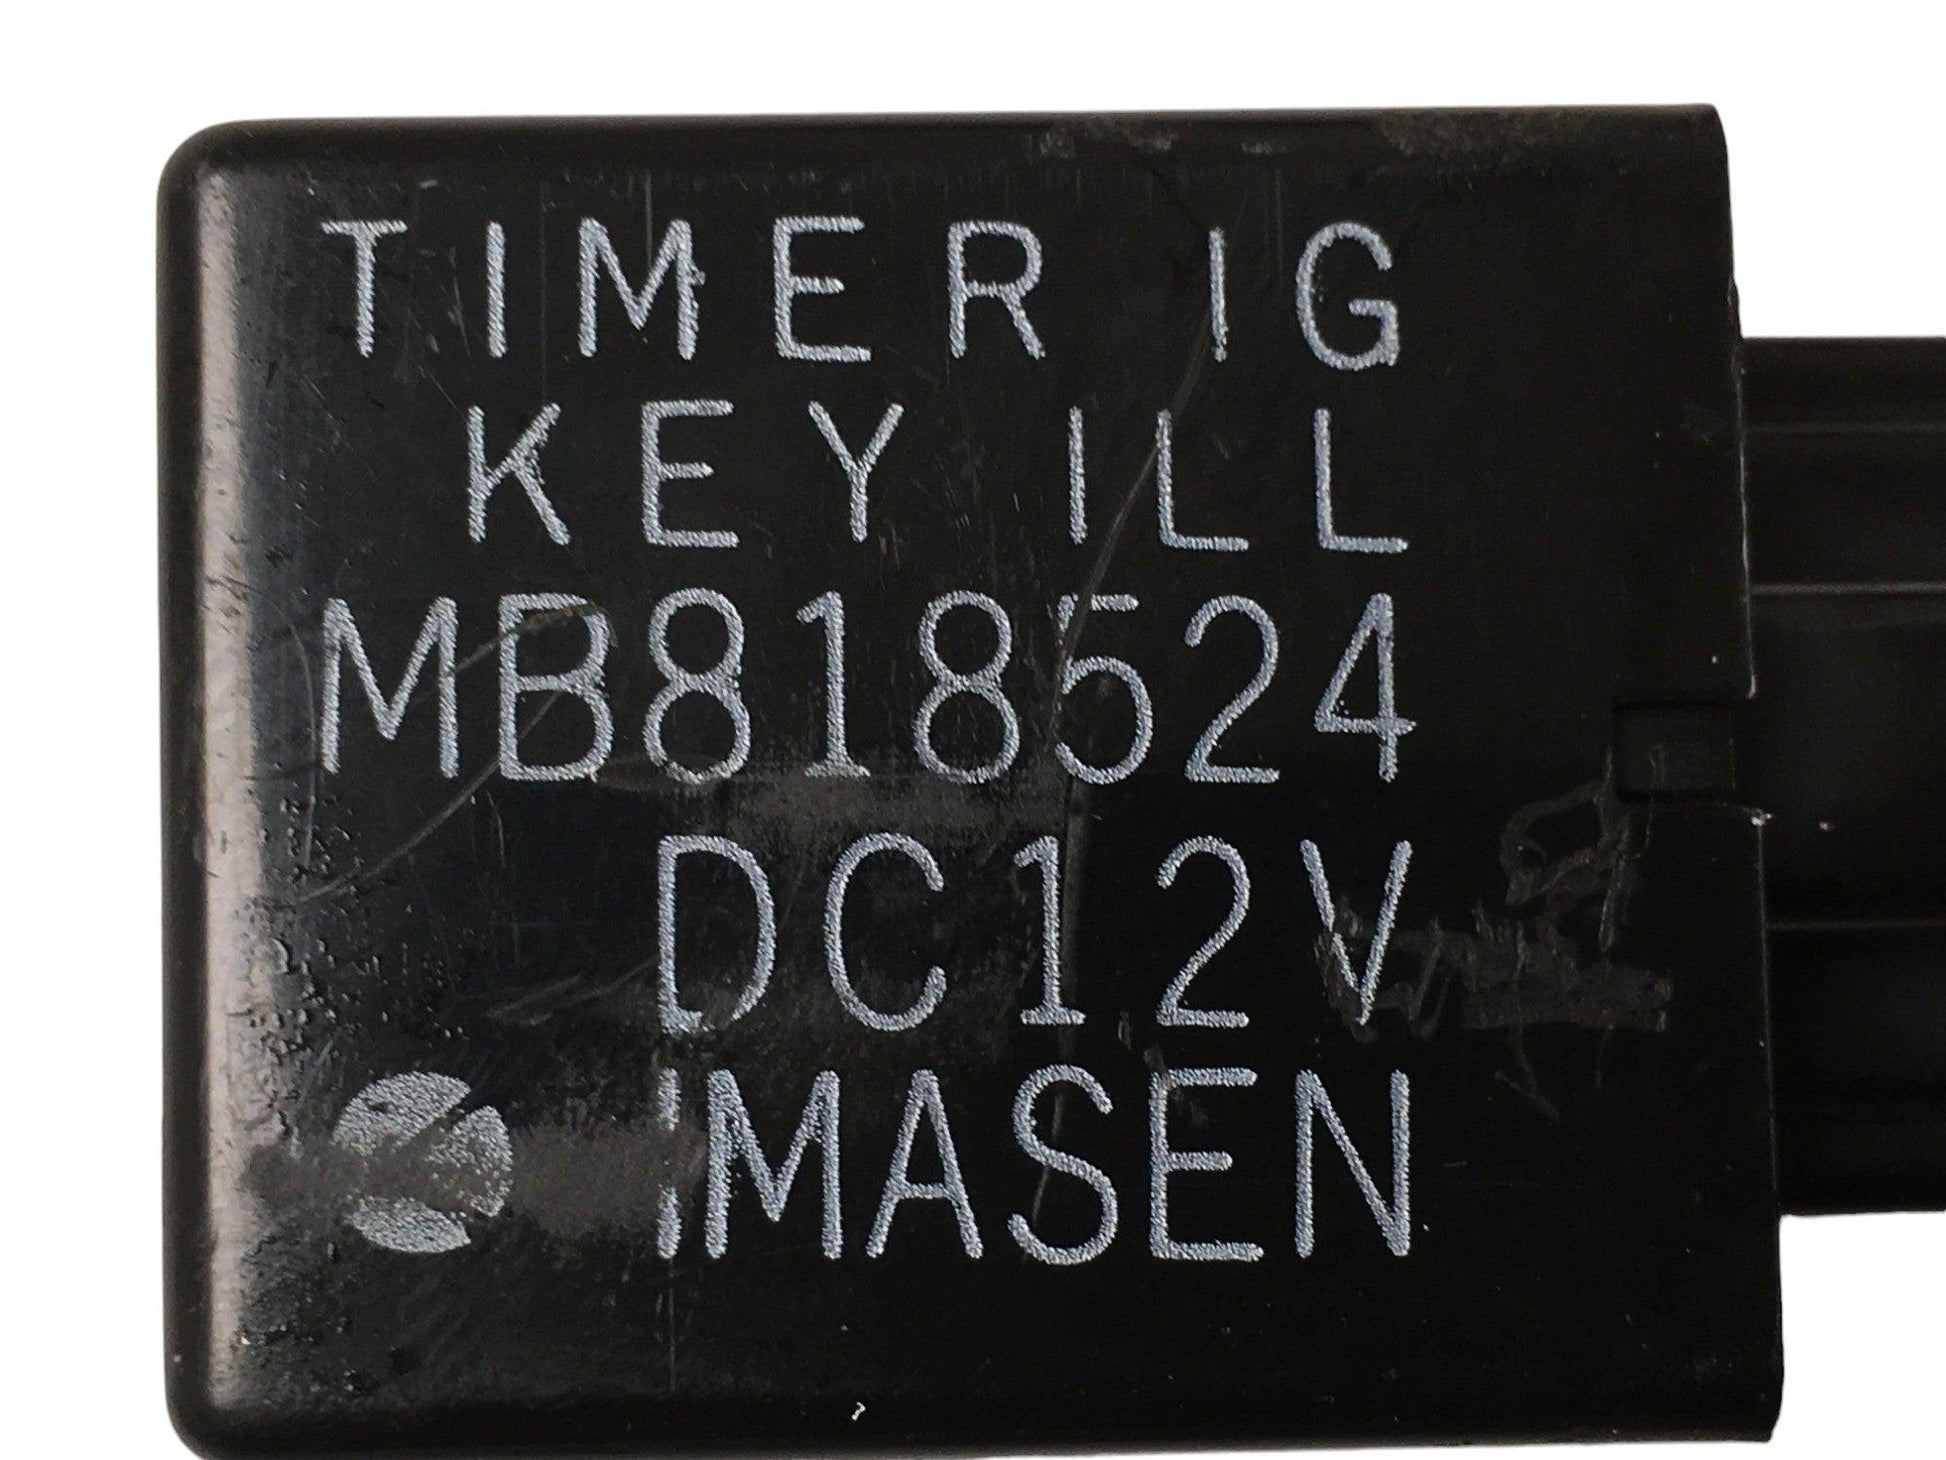 TIMER IG
KEY ILL
MB818524
DC12V
IMASEN